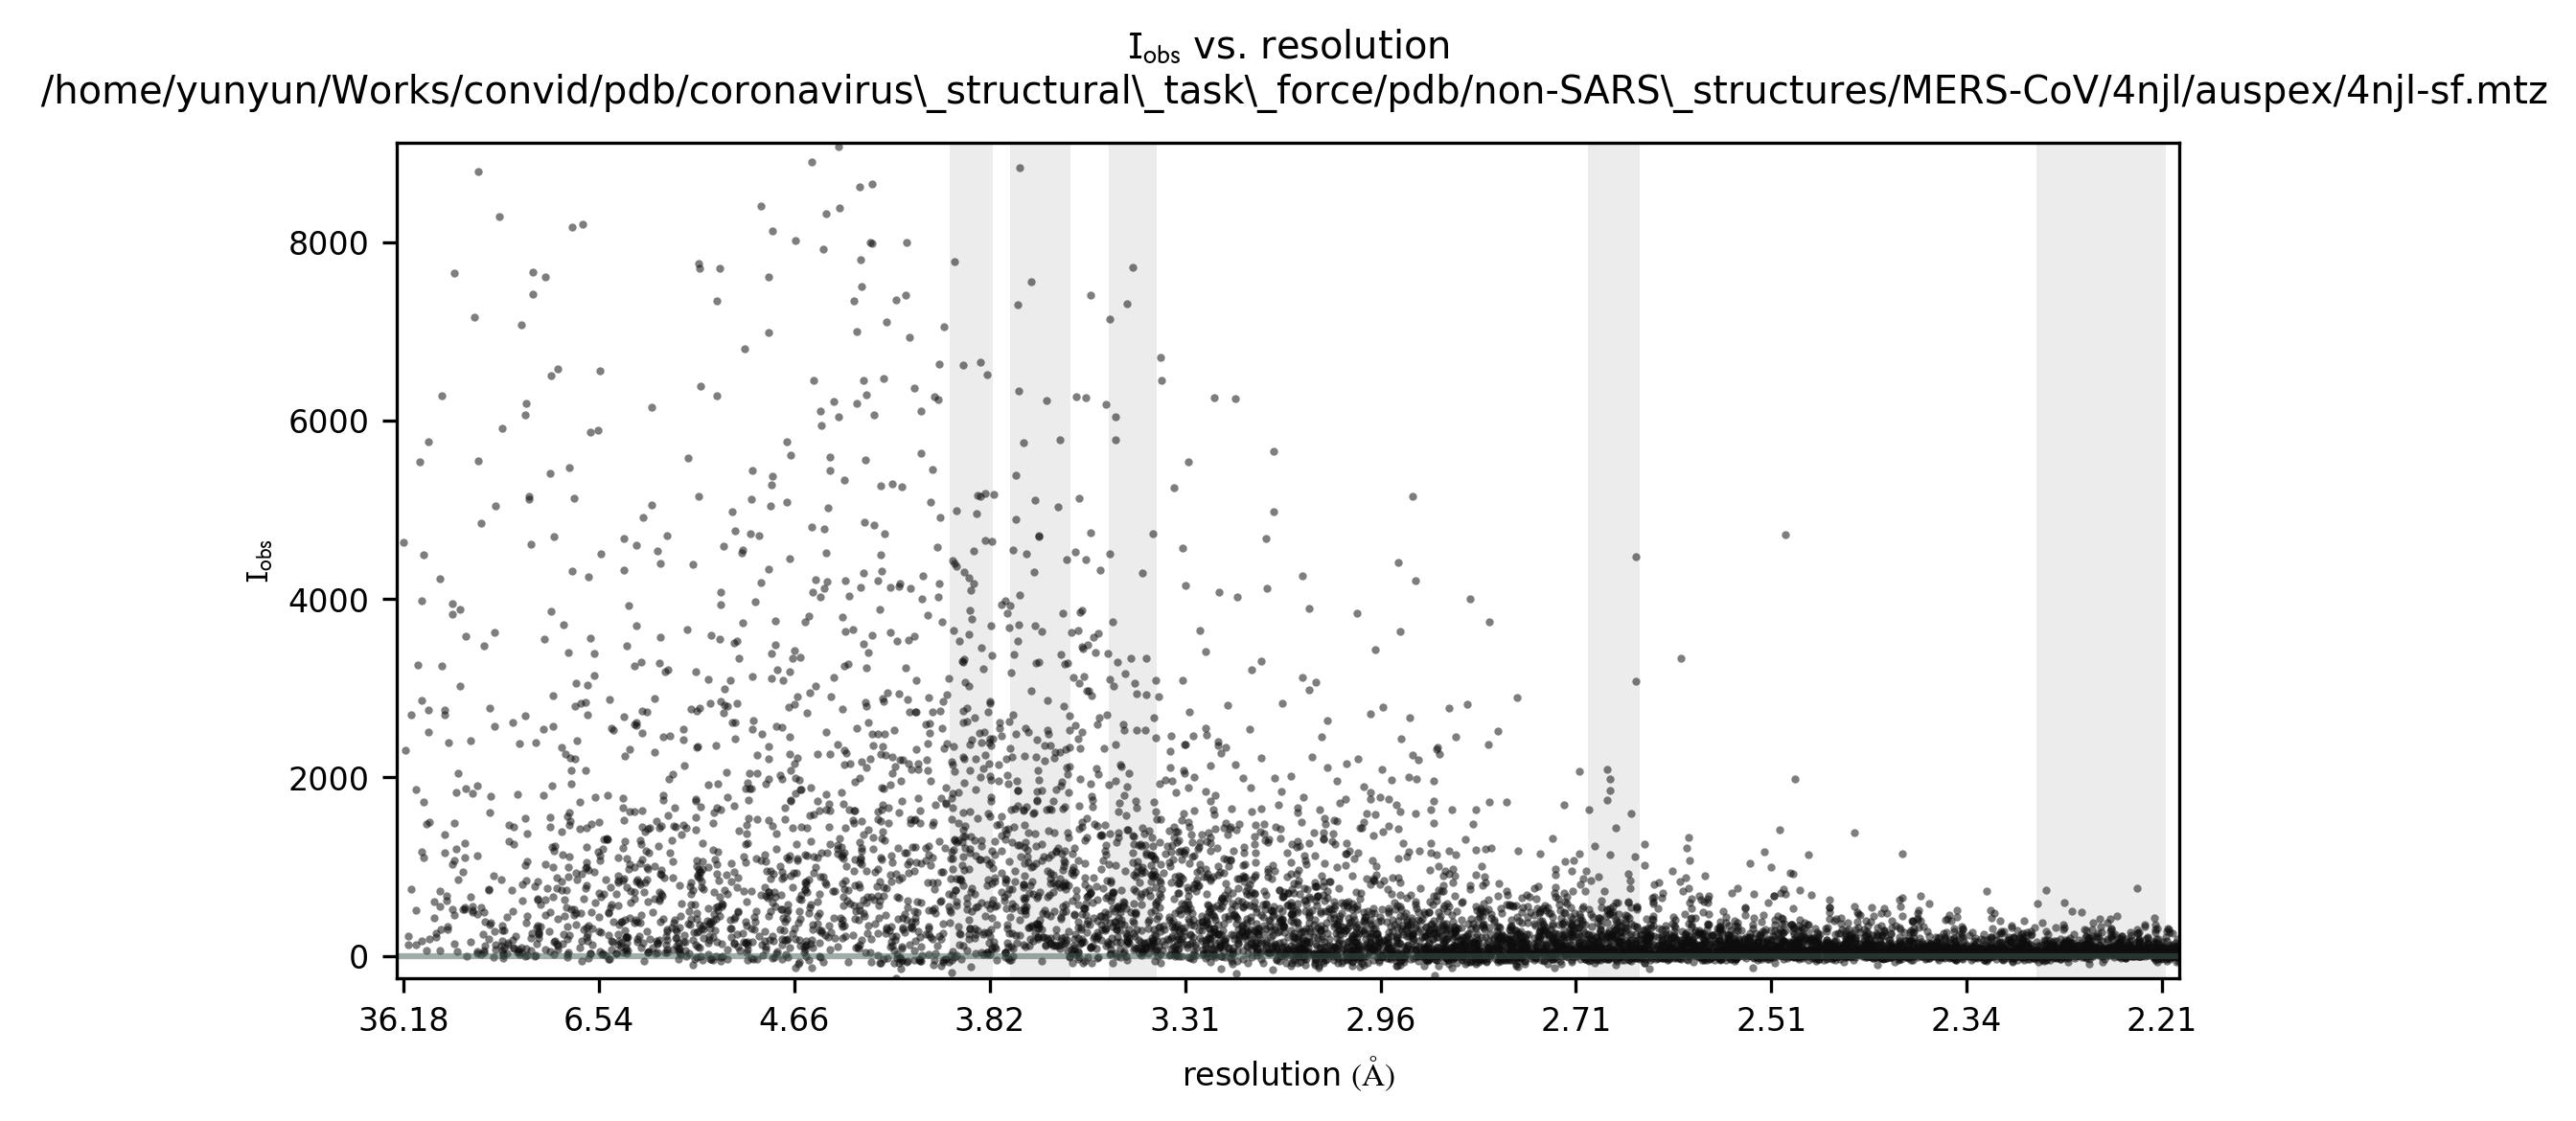 Iobs vs. resolution
/home/yunyun/Works/convid/pdb/coronavirus\_structural\_task\_force/pdb/non-SARS\_structures/MERS-CoV/4njl/auspex/4njl-sf.mtz
8000
6000
Iobs
4000
2000
0
36.18 6.54 4.66 3.82 3.31 2.96 2.71 2.51 2.34 2.21
resolution (Å)